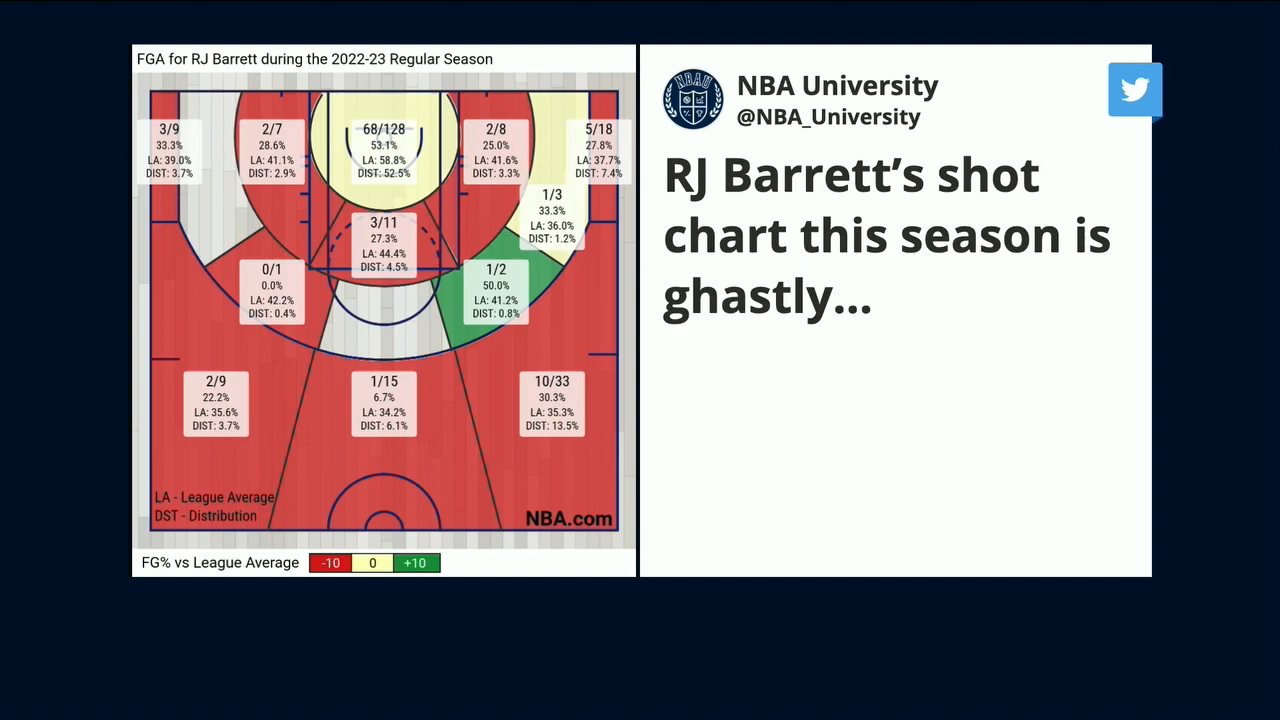 FGA for RJ Barrett during the 2022-23 Regular Season
3/9
33.3%
LA: 39.0%
DIST: 3.7%
2/7
28.6%
LA: 41.1%
DIST: 2.9%
68/128
53.1%
LA: 58.8%
DIST: 52.5%
2/8
25.0%
LA: 41.6%
DIST: 3.3%
5/18
27.8%
LA: 37.7%
DIST: 7.4%
1/3
33.3%
LA: 36.0%
DIST: 1.2%
3/11
27.3%
LA: 44.4%
DIST: 4.5%
0/1
0.0%
LA: 42.2%
DIST: 0.4%
1/2
50.0%
LA: 41.2%
DIST: 0.8%
2/9
22.2%
LA: 35.6%
DIST: 3.7%
1/15
6.7%
LA: 34.2%
DIST: 6.1%
10/33
30.3%
LA: 35.3%
DIST: 13.5%
LA - League Average
DST - Distribution
NBA.com
FG% vs League Average -10 0 +10
NBAU
NBA University
@NBA_University
RJ Barrett’s shot
chart this season is
ghastly...